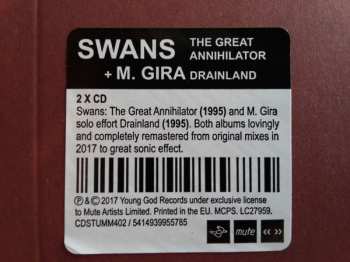 SWANS THE GREAT ANNIHILATOR
+ M. GIRA DRAINLAND
2 X CD
Swans: The Great Annihilator (1995) and M. Gira
solo effort Drainland (1995). Both albums lovingly
and completely remastered from original mixes in
2017 to great sonic effect.
℗ & © 2017 Young God Records under exclusive license
to Mute Artists Limited. Printed in the EU. MCPS. LC27959.
CDSTUMM402 / 5414939955785
mute